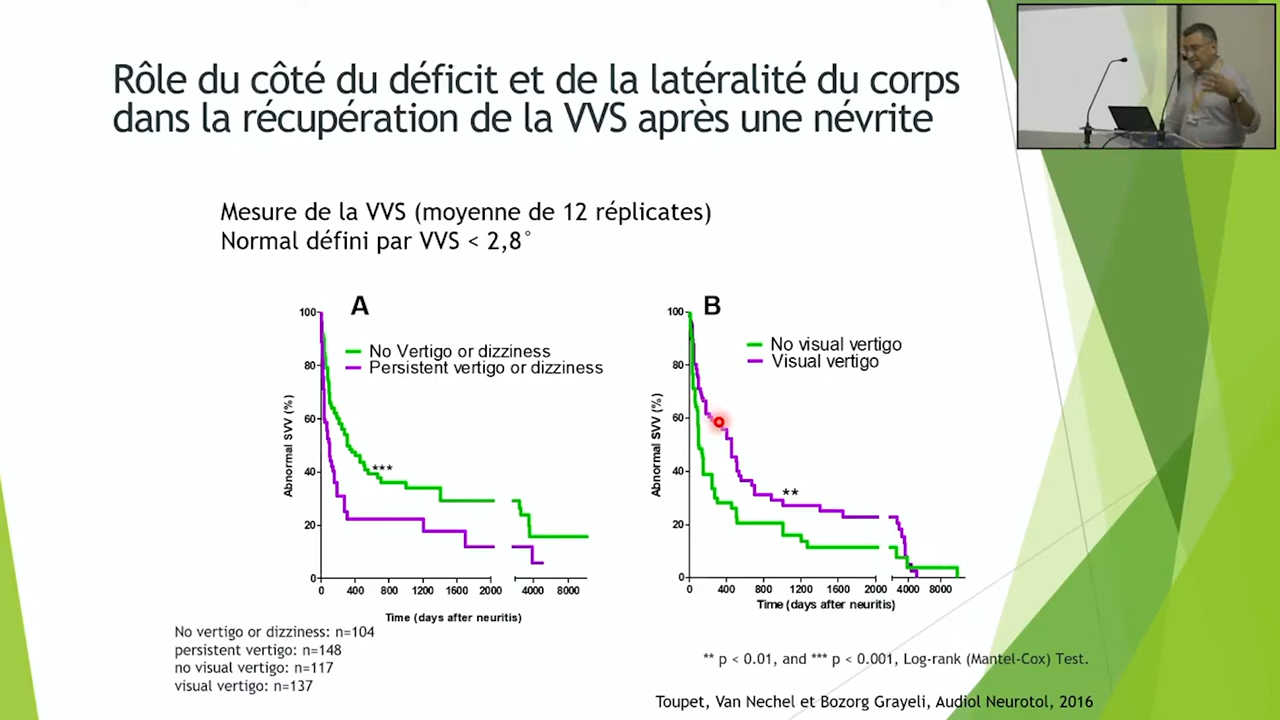 Rôle du côté du déficit et de la latéralité du corps
dans la récupération de la VVS après une névrite
Mesure de la VVS (moyenne de 12 réplicates)
Normal défini par VVS < 2,8°
A
No Vertigo or dizziness
Persistent vertigo or dizziness
Abnormal SVV (%)
100
80
60
40
20
0
***
0 400 800 1200 1600 2000 4000 8000
Time (days after neuritis)
B
No visual vertigo
Visual vertigo
Abnormal SVV (%)
100
80
60
40
20
0
**
0 400 800 1200 1600 2000 4000 8000
Time (days after neuritis)
No vertigo or dizziness: n=104
persistent vertigo: n=148
no visual vertigo: n=117
visual vertigo: n=137
** p < 0.01, and *** p < 0.001, Log-rank (Mantel-Cox) Test.
Toupet, Van Nechel et Bozorg Grayeli, Audiol Neurotol, 2016